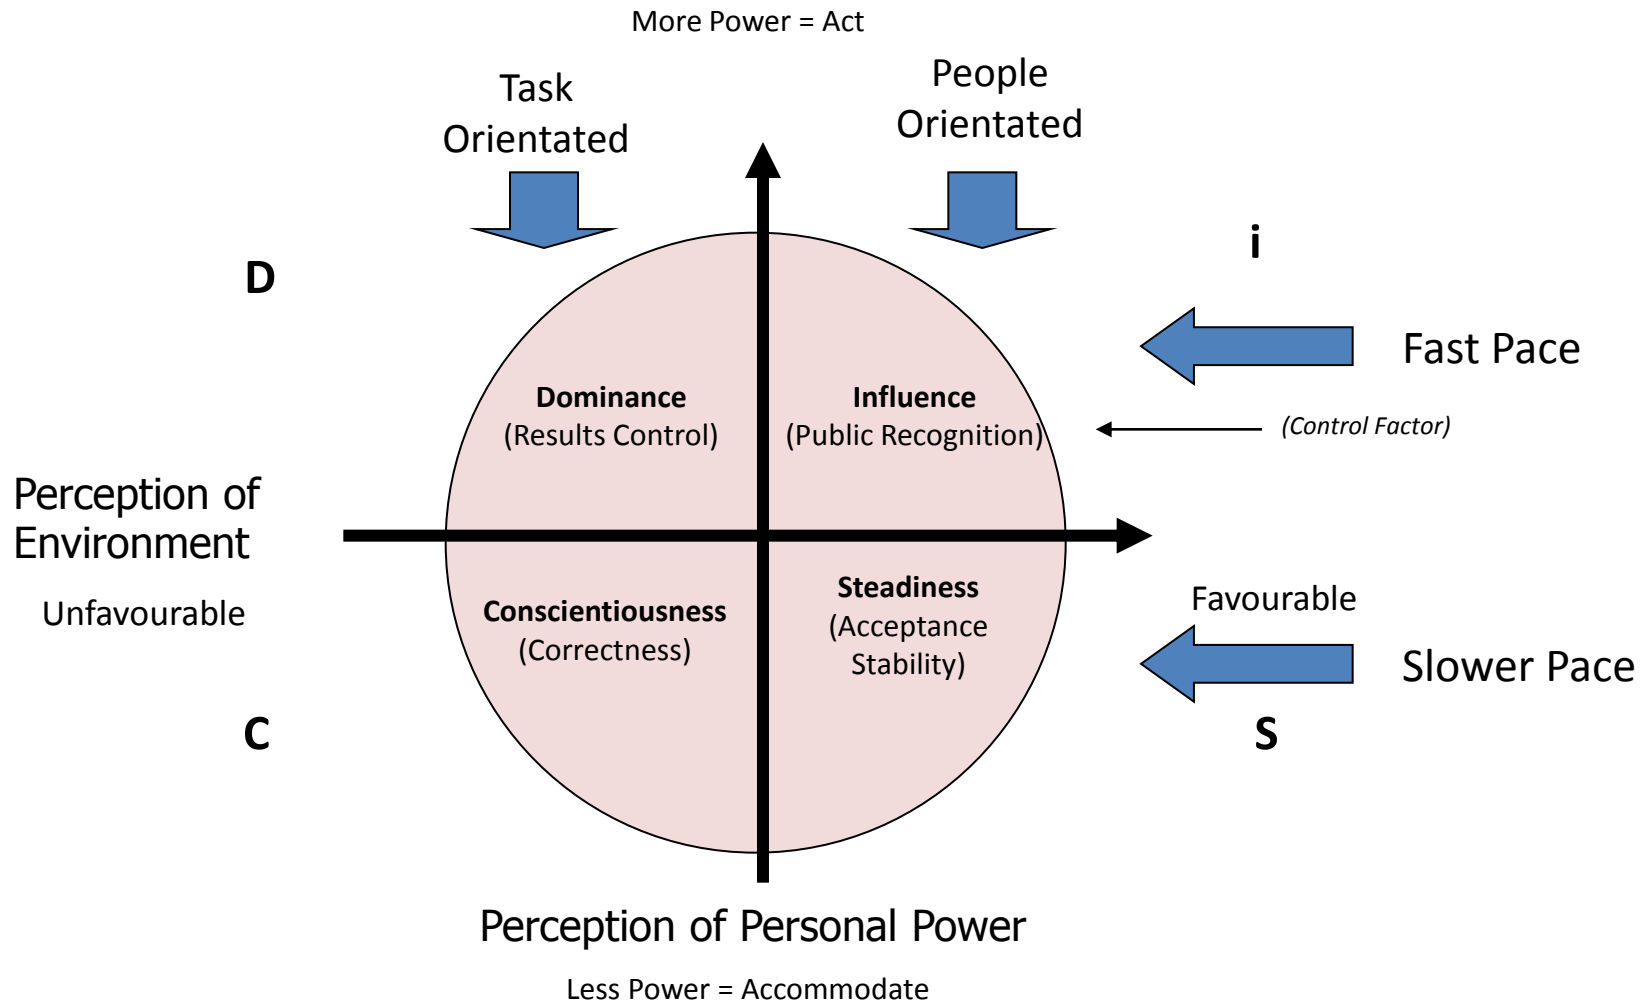 More Power = Act
Task
Orientated
People
Orientated
D
i
Fast Pace
Dominance
(Results Control)
Influence
(Public Recognition)
(Control Factor)
Perception of
Environment
Unfavourable
Conscientiousness
(Correctness)
Steadiness
(Acceptance
Stability)
Favourable
Slower Pace
C
S
Perception of Personal Power
Less Power = Accommodate